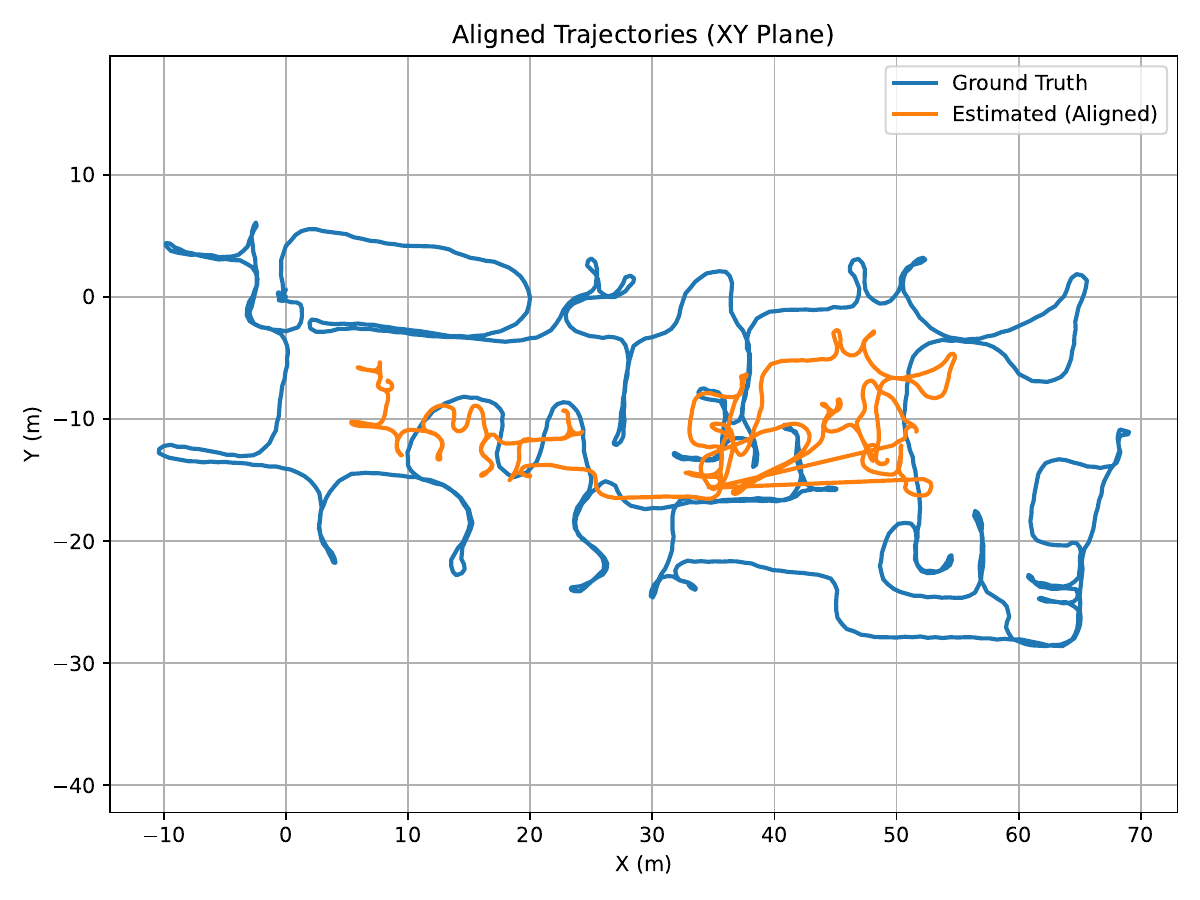 Aligned Trajectories (XY Plane)
Ground Truth
Estimated (Aligned)
10
0
−10
−20
−30
−40
Y (m)
−10 0 10 20 30 40 50 60 70
X (m)